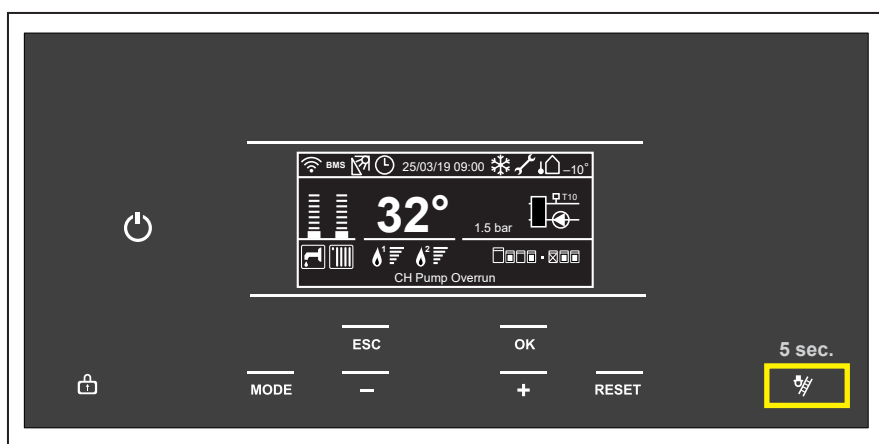 BMS 25/03/19 09:00 –10°
T10
32°
1.5 bar
1 2
CH Pump Overrun
ESC OK
5 sec.
MODE – + RESET